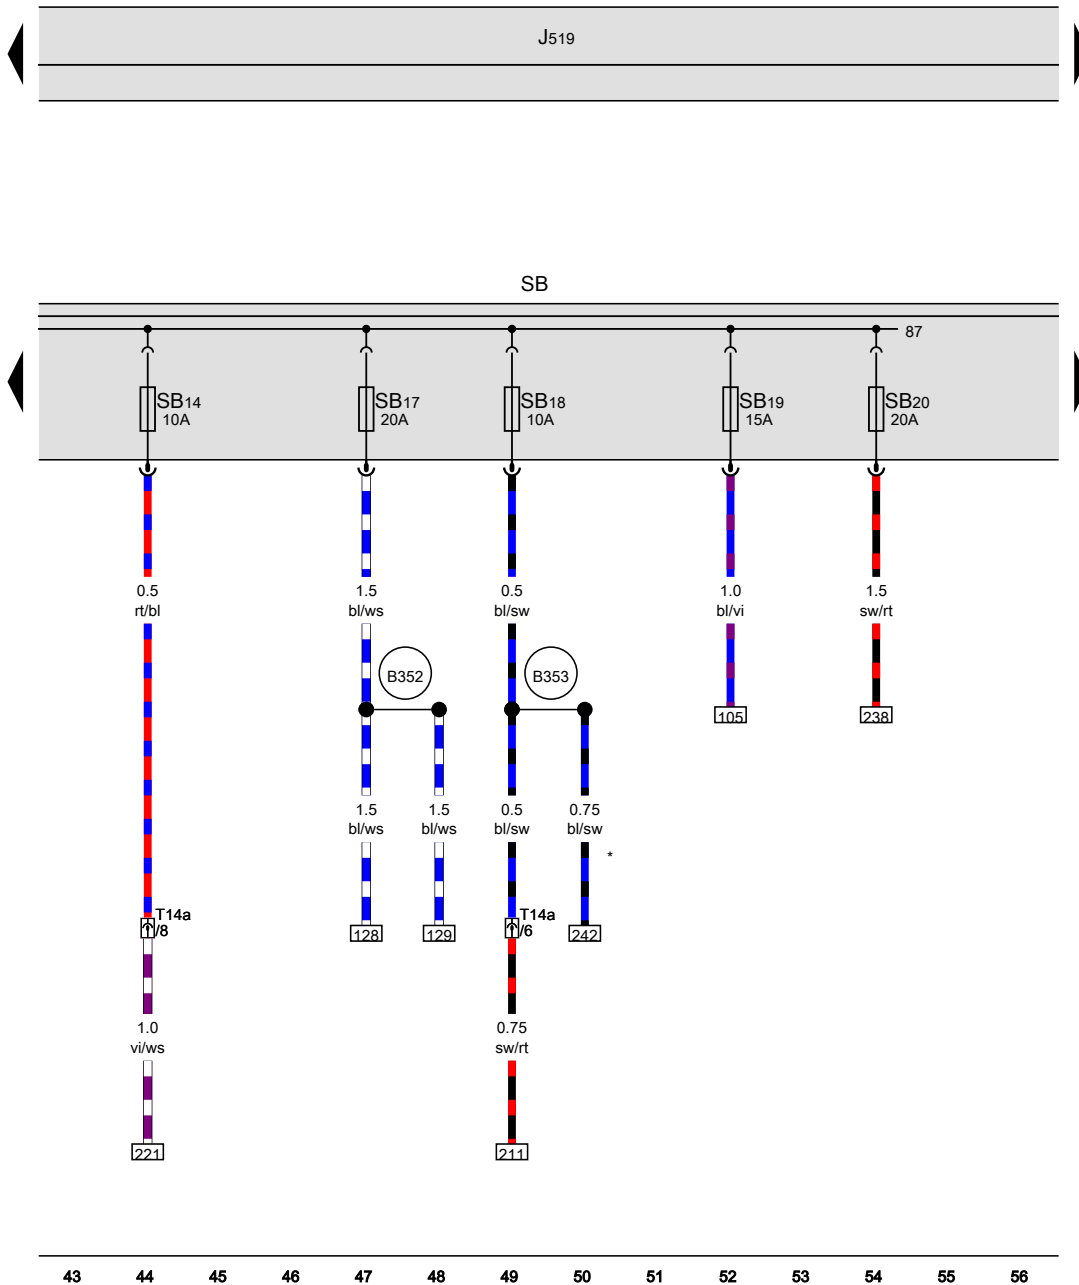 J519
SB
87
SB14 SB17 SB18 SB19 SB20
10A 20A 10A 15A 20A
0.5 1.5 0.5 1.0 1.5
rt/bl bl/ws bl/sw bl/vi sw/rt
B352 B353
105 238
1.5 1.5 0.5 0.75
bl/ws bl/ws bl/sw bl/sw
*
T14a T14a
/8 /6
128 129 242
1.0 0.75
vi/ws sw/rt
221 211
43 44 45 46 47 48 49 50 51 52 53 54 55 56